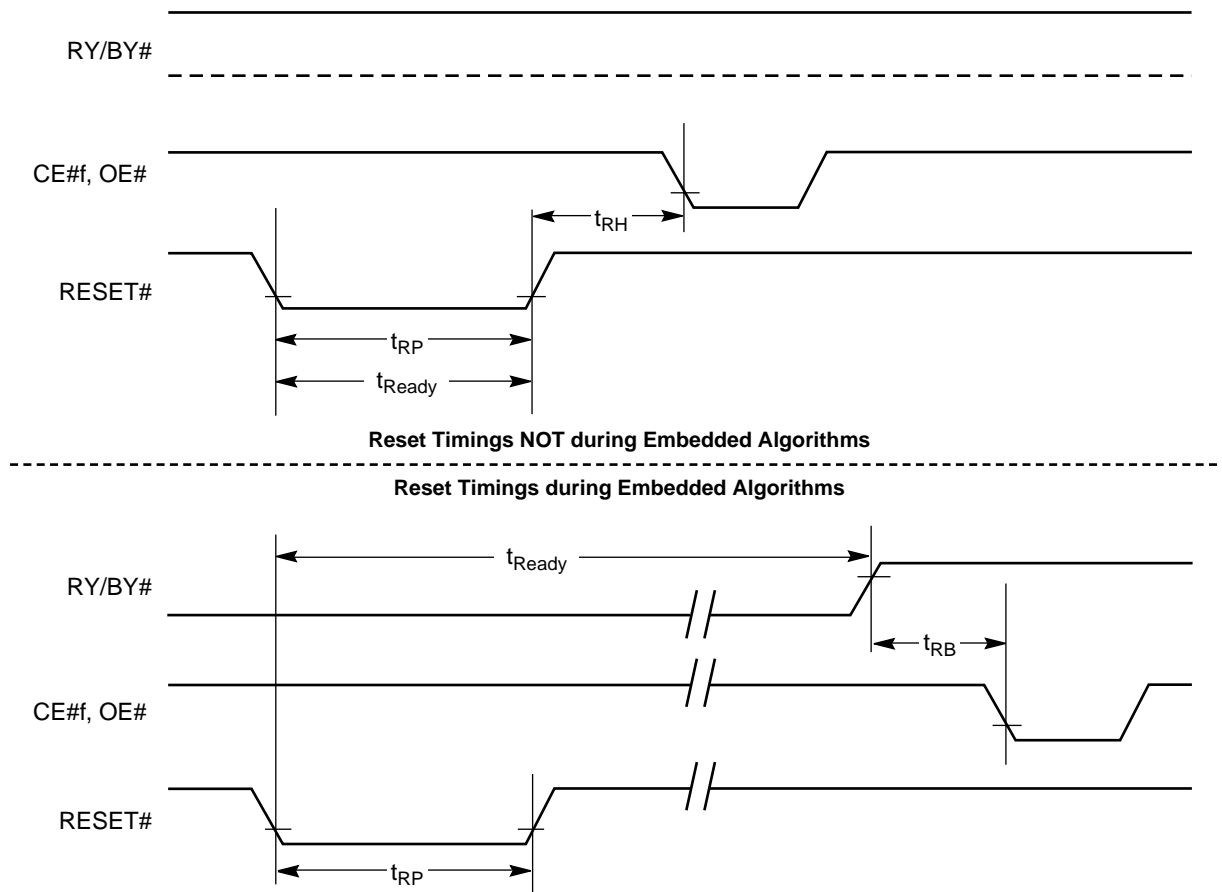 RY/BY#
CE#f, OE#
tRH
RESET#
tRP
tReady
Reset Timings NOT during Embedded Algorithms
Reset Timings during Embedded Algorithms
tReady
RY/BY#
tRB
CE#f, OE#
RESET#
tRP